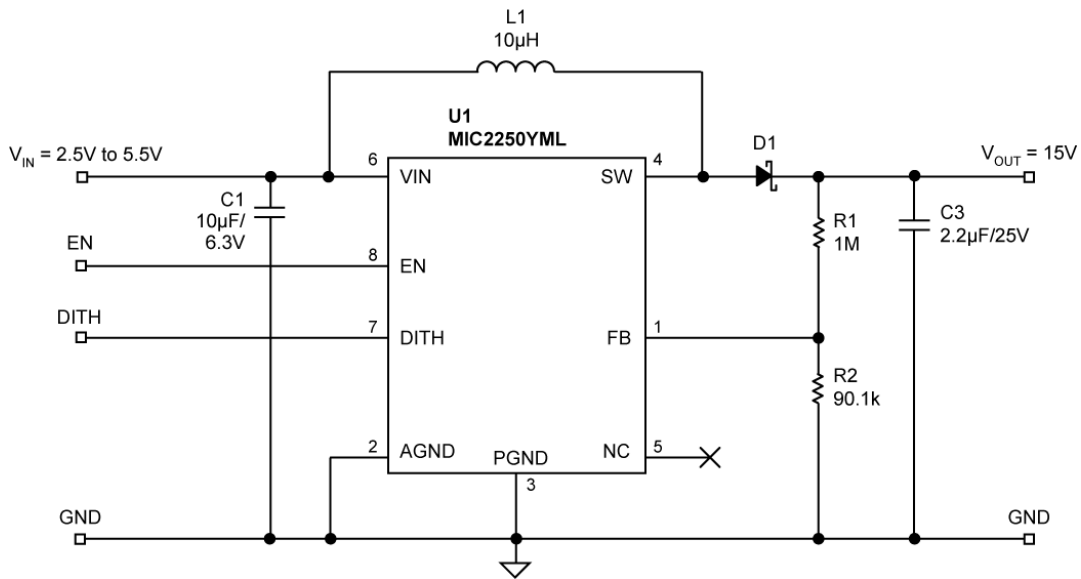 L1
10µH
U1
MIC2250YML
D1
V_IN = 2.5V to 5.5V
6
VIN
SW
4
V_OUT = 15V
C1
10µF/
6.3V
R1
1M
C3
2.2µF/25V
EN
8
EN
DITH
7
DITH
FB
1
R2
90.1k
2
AGND
PGND
NC
5
3
GND
GND